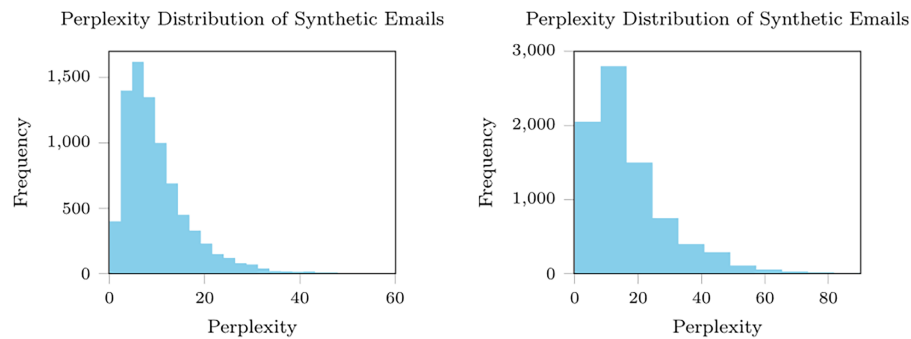 Perplexity Distribution of Synthetic Emails
1,500
1,000
500
0
Frequency
0 20 40 60
Perplexity
Perplexity Distribution of Synthetic Emails
3,000
2,000
1,000
0
Frequency
0 20 40 60 80
Perplexity